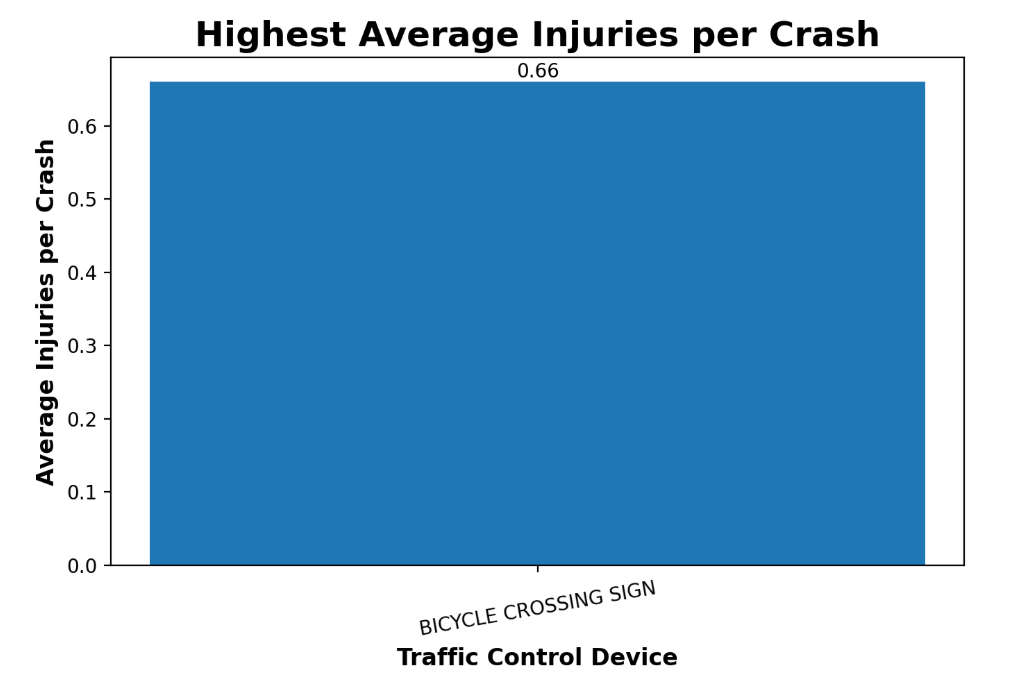 Highest Average Injuries per Crash
0.66
Average Injuries per Crash
0.6
0.5
0.4
0.3
0.2
0.1
0.0
BICYCLE CROSSING SIGN
Traffic Control Device